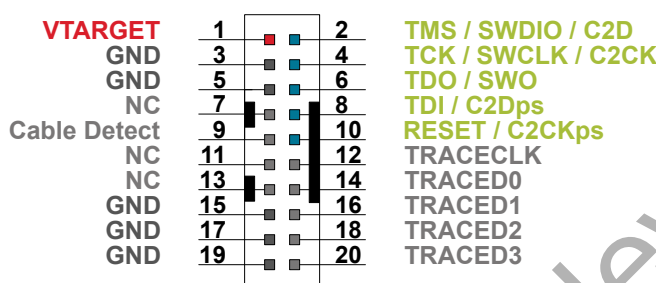 VTARGET 1 2 TMS / SWDIO / C2D
GND 3 4 TCK / SWCLK / C2CK
GND 5 6 TDO / SWO
NC 7 8 TDI / C2Dps
Cable Detect 9 10 RESET / C2CKps
NC 11 12 TRACECLK
NC 13 14 TRACED0
GND 15 16 TRACED1
GND 17 18 TRACED2
GND 19 20 TRACED3